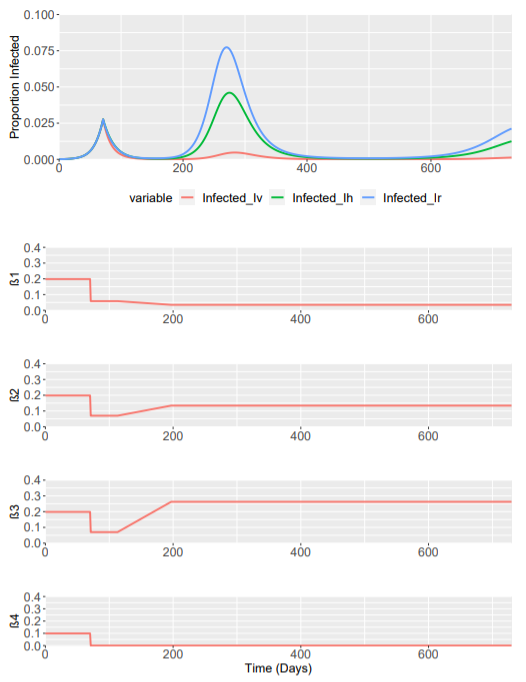 Proportion Infected
0.100
0.075
0.050
0.025
0.000
0 200 400 600
variable Infected_Iv Infected_Ih Infected_Ir
ß1
0.4
0.3
0.2
0.1
0.0
0 200 400 600
ß2
0.4
0.3
0.2
0.1
0.0
0 200 400 600
ß3
0.4
0.3
0.2
0.1
0.0
0 200 400 600
ß4
0.4
0.3
0.2
0.1
0.0
0 200 400 600
Time (Days)